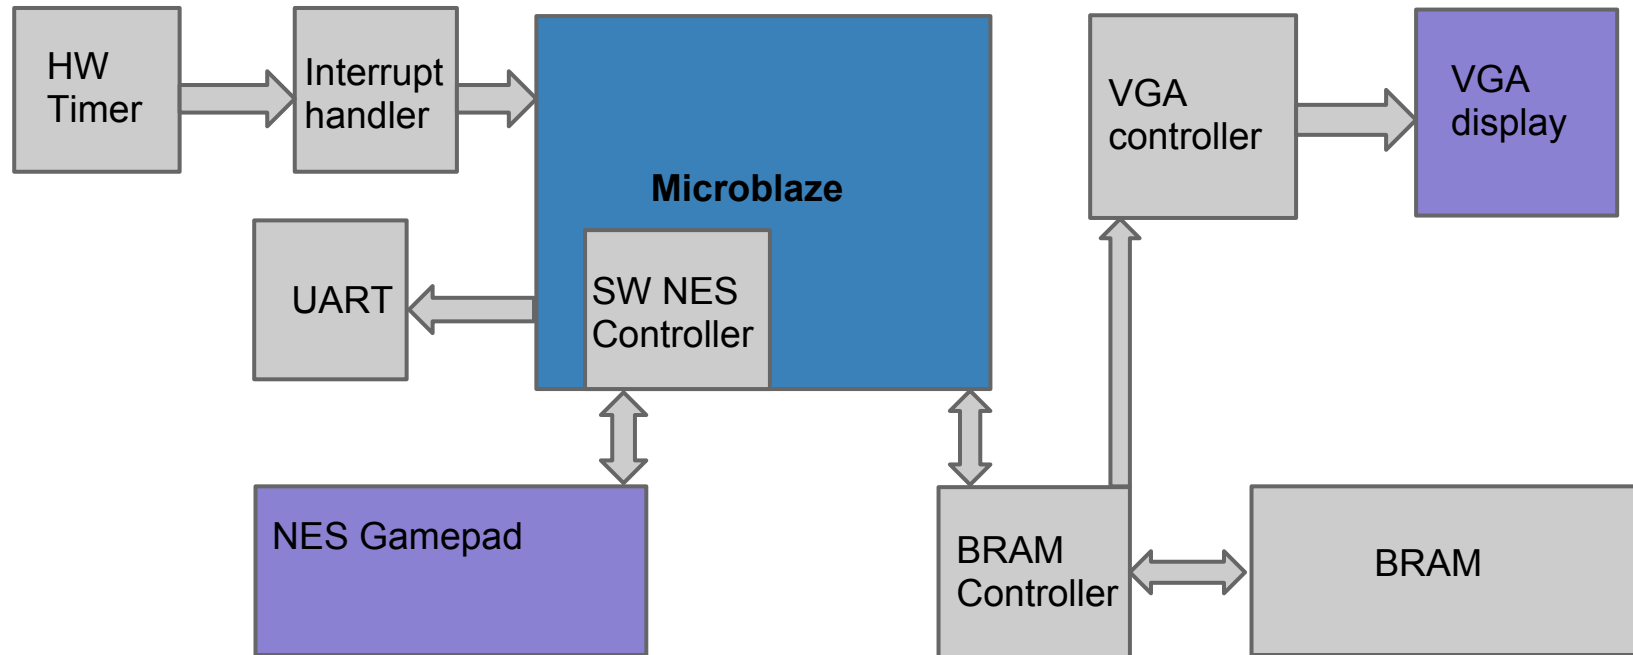 HW
Timer
Interrupt
handler
Microblaze
VGA
controller
VGA
display
UART
SW NES
Controller
NES Gamepad
BRAM
Controller
BRAM